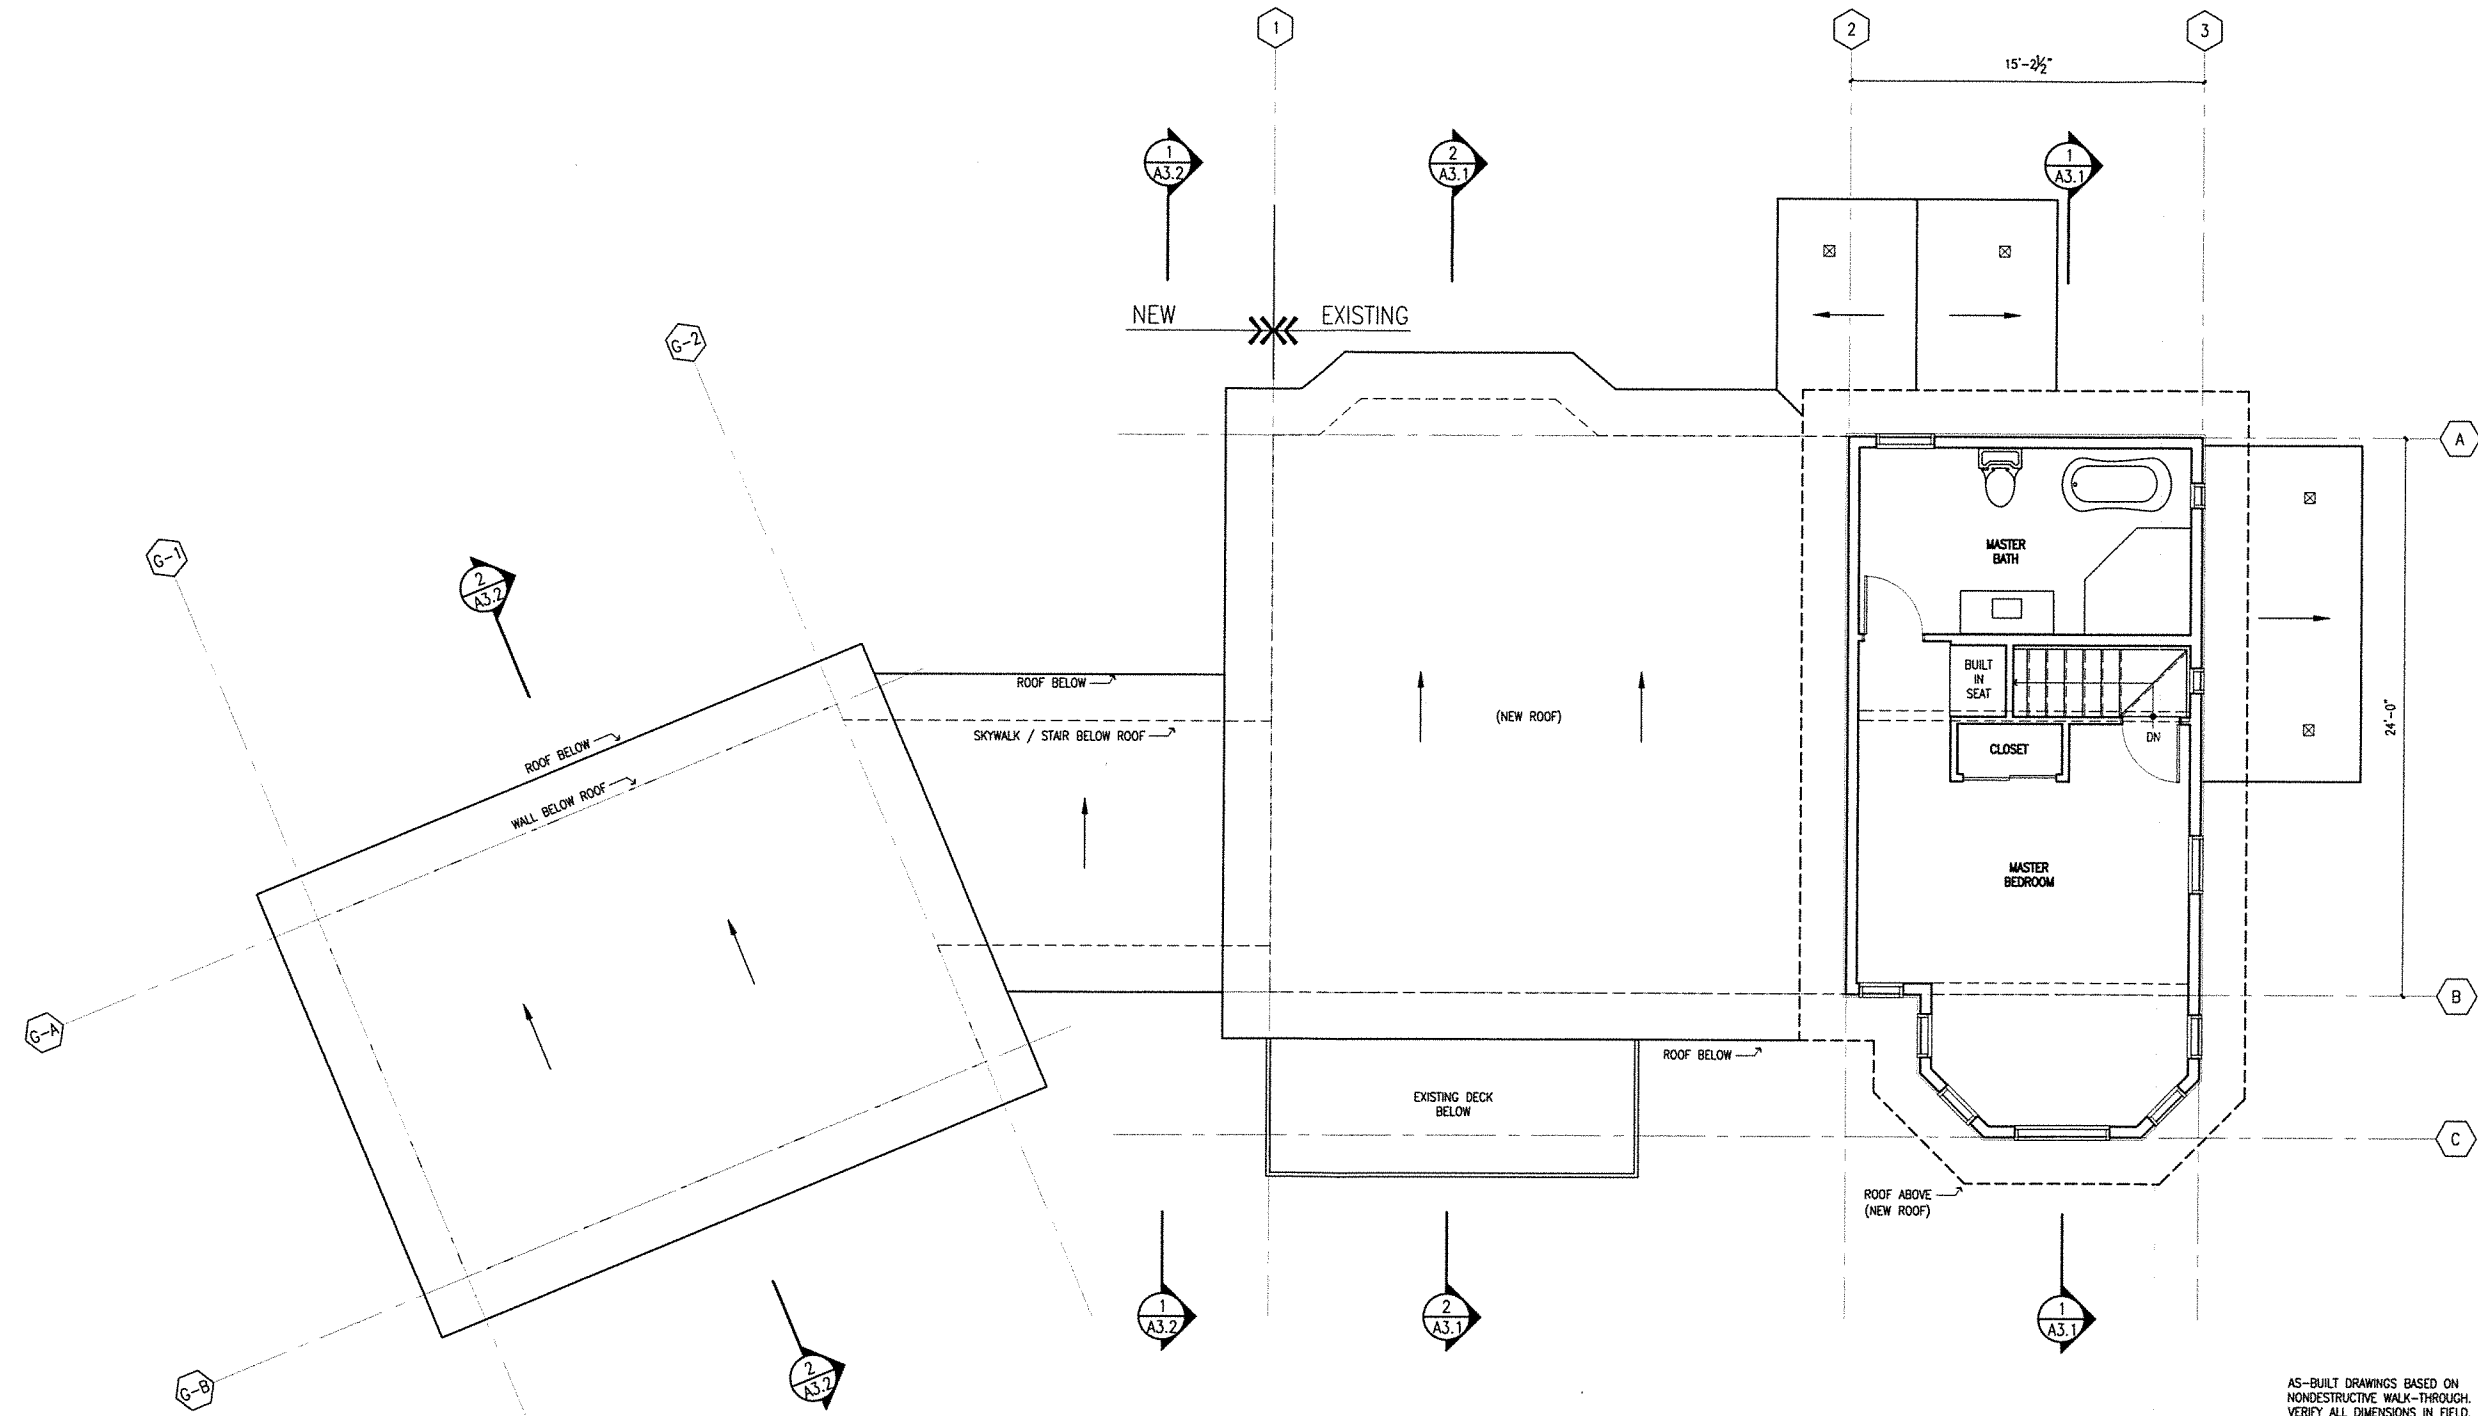 1
2
3
15'-2½"
1
A3.2
2
A3.1
1
A3.1
NEW
EXISTING
G-2
A
G-1
2
A3.2
MASTER
BATH
BUILT
IN
SEAT
ROOF BELOW
(NEW ROOF)
24'-0"
SKYWALK / STAIR BELOW ROOF
DN
CLOSET
ROOF BELOW
WALL BELOW ROOF
MASTER
BEDROOM
B
G-A
ROOF BELOW
EXISTING DECK
BELOW
C
ROOF ABOVE
(NEW ROOF)
1
A3.2
2
A3.1
1
A3.1
2
A3.2
G-B
AS-BUILT DRAWINGS BASED ON
NONDESTRUCTIVE WALK-THROUGH.
VERIFY ALL DIMENSIONS IN FIELD.